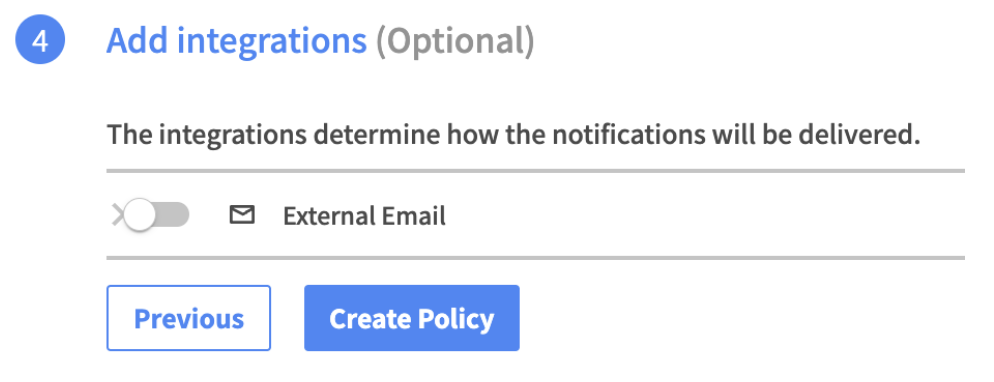 4 Add integrations (Optional)
The integrations determine how the notifications will be delivered.
External Email
Previous Create Policy